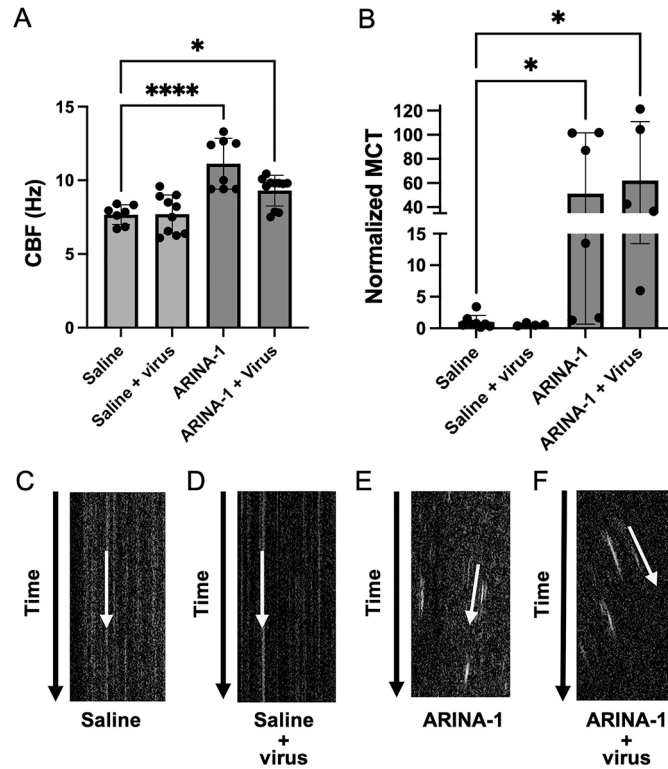 A
*
****
15
10
5
0
CBF (Hz)
Saline
Saline + virus
ARINA-1
ARINA-1 + Virus
B
*
*
120
100
80
60
40
15
10
5
0
Normalized MCT
Saline
Saline + virus
ARINA-1
ARINA-1 + Virus
C
Time
Saline
D
Time
Saline
+
virus
E
Time
ARINA-1
F
Time
ARINA-1
+
virus